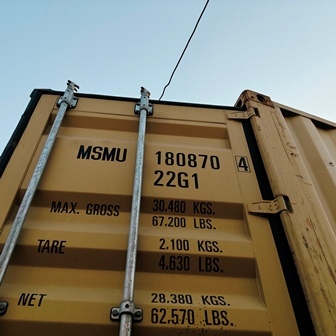 MSMU 180870 4
22G1
MAX. GROSS 30.480 KGS.
67.200 LBS.
TARE 2.100 KGS.
4.630 LBS.
NET 28.380 KGS.
62.570 LBS.